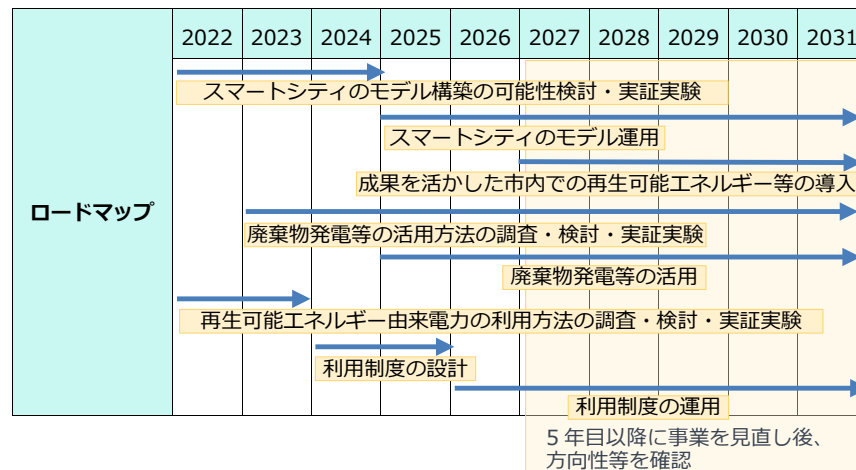 2022 2023 2024 2025 2026 2027 2028 2029 2030 2031
スマートシティのモデル構築の可能性検討・実証実験
スマートシティのモデル運用
成果を活かした市内での再生可能エネルギー等の導入
ロードマップ
廃棄物発電等の活用方法の調査・検討・実証実験
廃棄物発電等の活用
再生可能エネルギー由来電力の利用方法の調査・検討・実証実験
利用制度の設計
利用制度の運用
5年目以降に事業を見直し後、
方向性等を確認